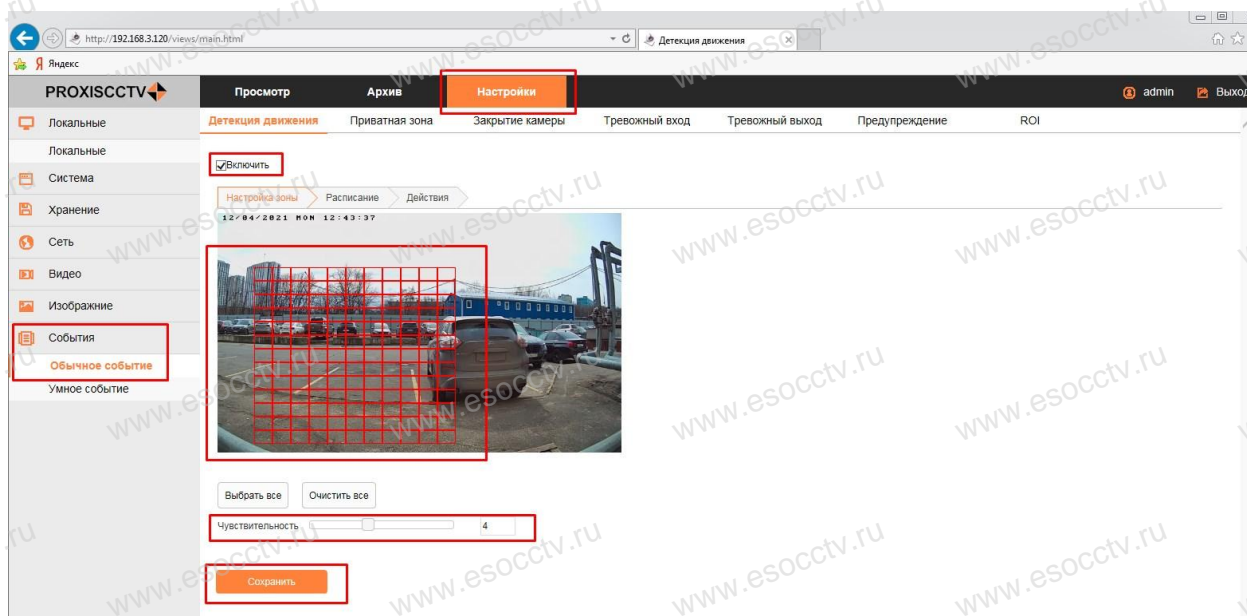 http://192.168.3.120/views/main.html
Детекция движения
Яндекс
PROXISCCTV
Просмотр
Архив
Настройки
admin
Выход
Локальные
Локальные
Система
Хранение
Сеть
Видео
Изображние
События
Обычное событие
Умное событие
Детекция движения
Приватная зона
Закрытие камеры
Тревожный вход
Тревожный выход
Предупреждение
ROI
Включить
Настройка зоны
Расписание
Действия
12/04/2021 MON 12:43:37
Выбрать все
Очистить все
Чувствительность
4
Сохранить
www.esocctv.ru